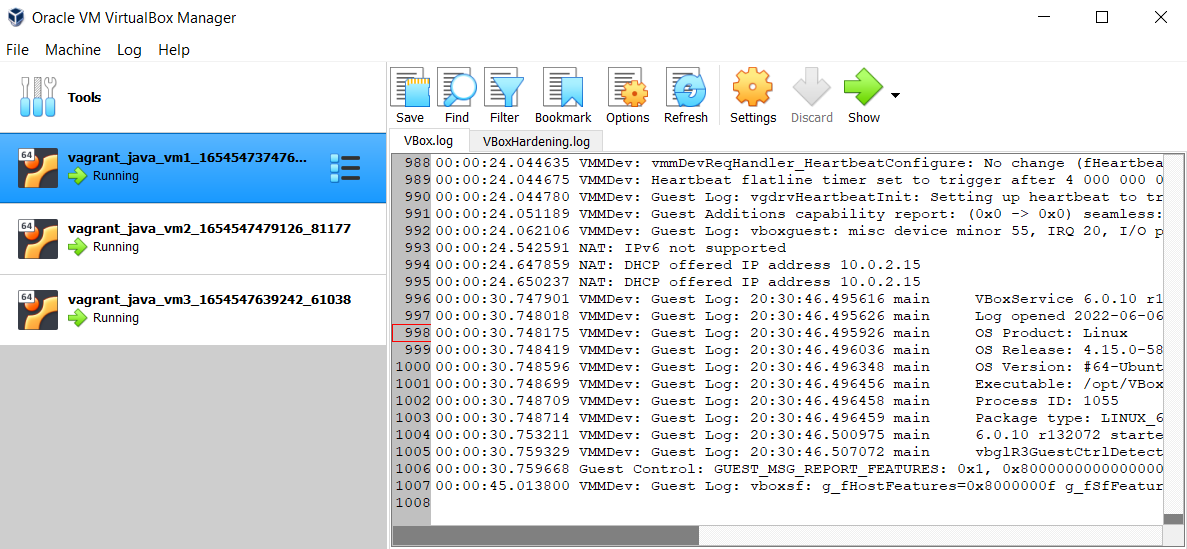 Oracle VM VirtualBox Manager
File Machine Log Help
Tools
64
vagrant_java_vm1_165454737476...
Running
64
vagrant_java_vm2_1654547479126_81177
Running
64
vagrant_java_vm3_1654547639242_61038
Running
Save Find Filter Bookmark Options Refresh Settings Discard Show
VBox.log VBoxHardening.log
988 00:00:24.044635 VMMDev: vmmDevReqHandler_HeartbeatConfigure: No change (fHeartbea
989 00:00:24.044675 VMMDev: Heartbeat flatline timer set to trigger after 4 000 000 0
990 00:00:24.044780 VMMDev: Guest Log: vgdrvHeartbeatInit: Setting up heartbeat to tr
991 00:00:24.051189 VMMDev: Guest Additions capability report: (0x0 -> 0x0) seamless:
992 00:00:24.062106 VMMDev: Guest Log: vboxguest: misc device minor 55, IRQ 20, I/O p
993 00:00:24.542591 NAT: IPv6 not supported
994 00:00:24.647859 NAT: DHCP offered IP address 10.0.2.15
995 00:00:24.650237 NAT: DHCP offered IP address 10.0.2.15
996 00:00:30.747901 VMMDev: Guest Log: 20:30:46.495616 main VBoxService 6.0.10 r1
997 00:00:30.748018 VMMDev: Guest Log: 20:30:46.495626 main Log opened 2022-06-06
998 00:00:30.748175 VMMDev: Guest Log: 20:30:46.495926 main OS Product: Linux
999 00:00:30.748419 VMMDev: Guest Log: 20:30:46.496036 main OS Release: 4.15.0-58
1000 00:00:30.748596 VMMDev: Guest Log: 20:30:46.496348 main OS Version: #64-Ubunt
1001 00:00:30.748699 VMMDev: Guest Log: 20:30:46.496456 main Executable: /opt/VBox
1002 00:00:30.748709 VMMDev: Guest Log: 20:30:46.496458 main Process ID: 1055
1003 00:00:30.748714 VMMDev: Guest Log: 20:30:46.496459 main Package type: LINUX_6
1004 00:00:30.753211 VMMDev: Guest Log: 20:30:46.500975 main 6.0.10 r132072 starte
1005 00:00:30.759329 VMMDev: Guest Log: 20:30:46.507072 main vbglR3GuestCtrlDetect
1006 00:00:30.759668 Guest Control: GUEST_MSG_REPORT_FEATURES: 0x1, 0x8000000000000000
1007 00:00:45.013800 VMMDev: Guest Log: vboxsf: g_fHostFeatures=0x8000000f g_fSfFeatur
1008